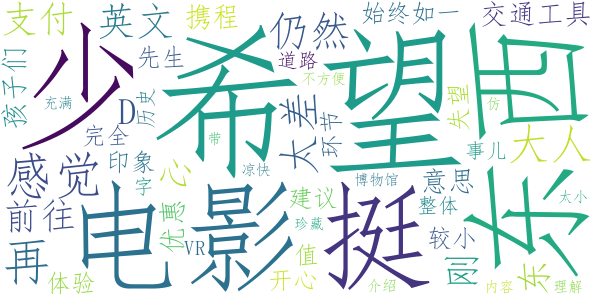 支付
英文
携程
仍然
始终如一
交通工具
孩子们
少
先生
道路
不方便
希望
东西
充满
D
历史
完全
太差
环节
失望
仿
大人
事儿
印象
心
带
凉快
博物馆
意思
大小
感觉
字
电影
挺
前往
优惠
建议
整体
珍藏
较小
再
VR
值
刚
东
体验
开心
介绍
内容
理解